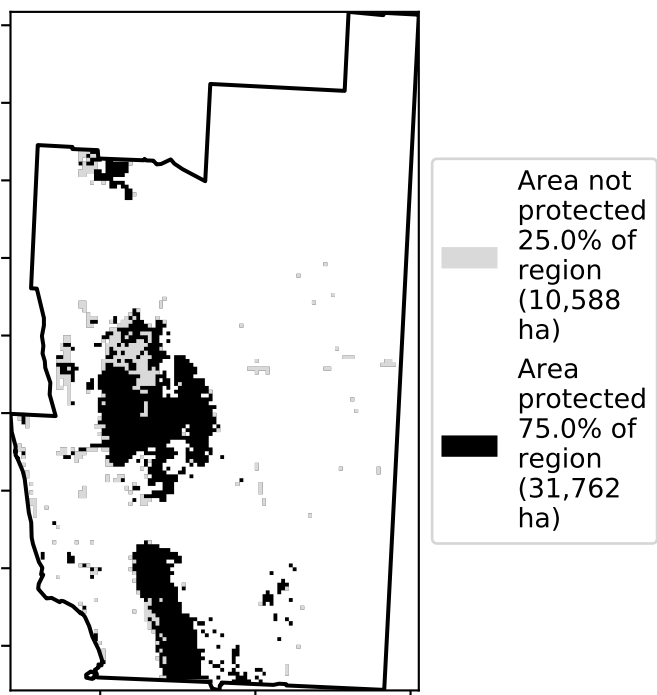 Area not
protected
25.0% of
region
(10,588
ha)
Area
protected
75.0% of
region
(31,762
ha)